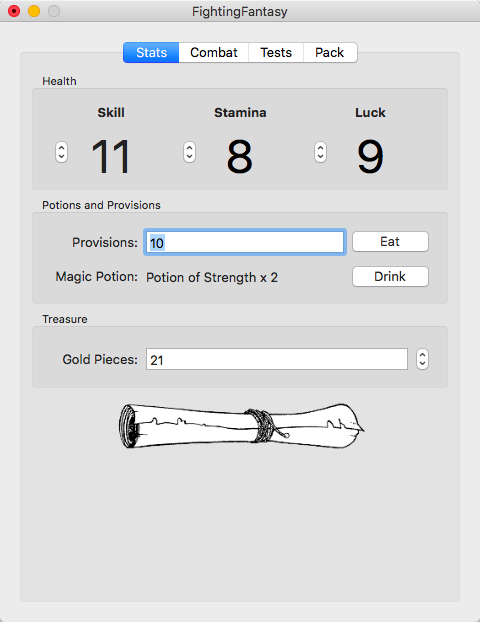 FightingFantasy
Stats Combat Tests Pack
Health
Skill Stamina Luck
11 8 9
Potions and Provisions
Provisions: 10 Eat
Magic Potion: Potion of Strength x 2 Drink
Treasure
Gold Pieces: 21